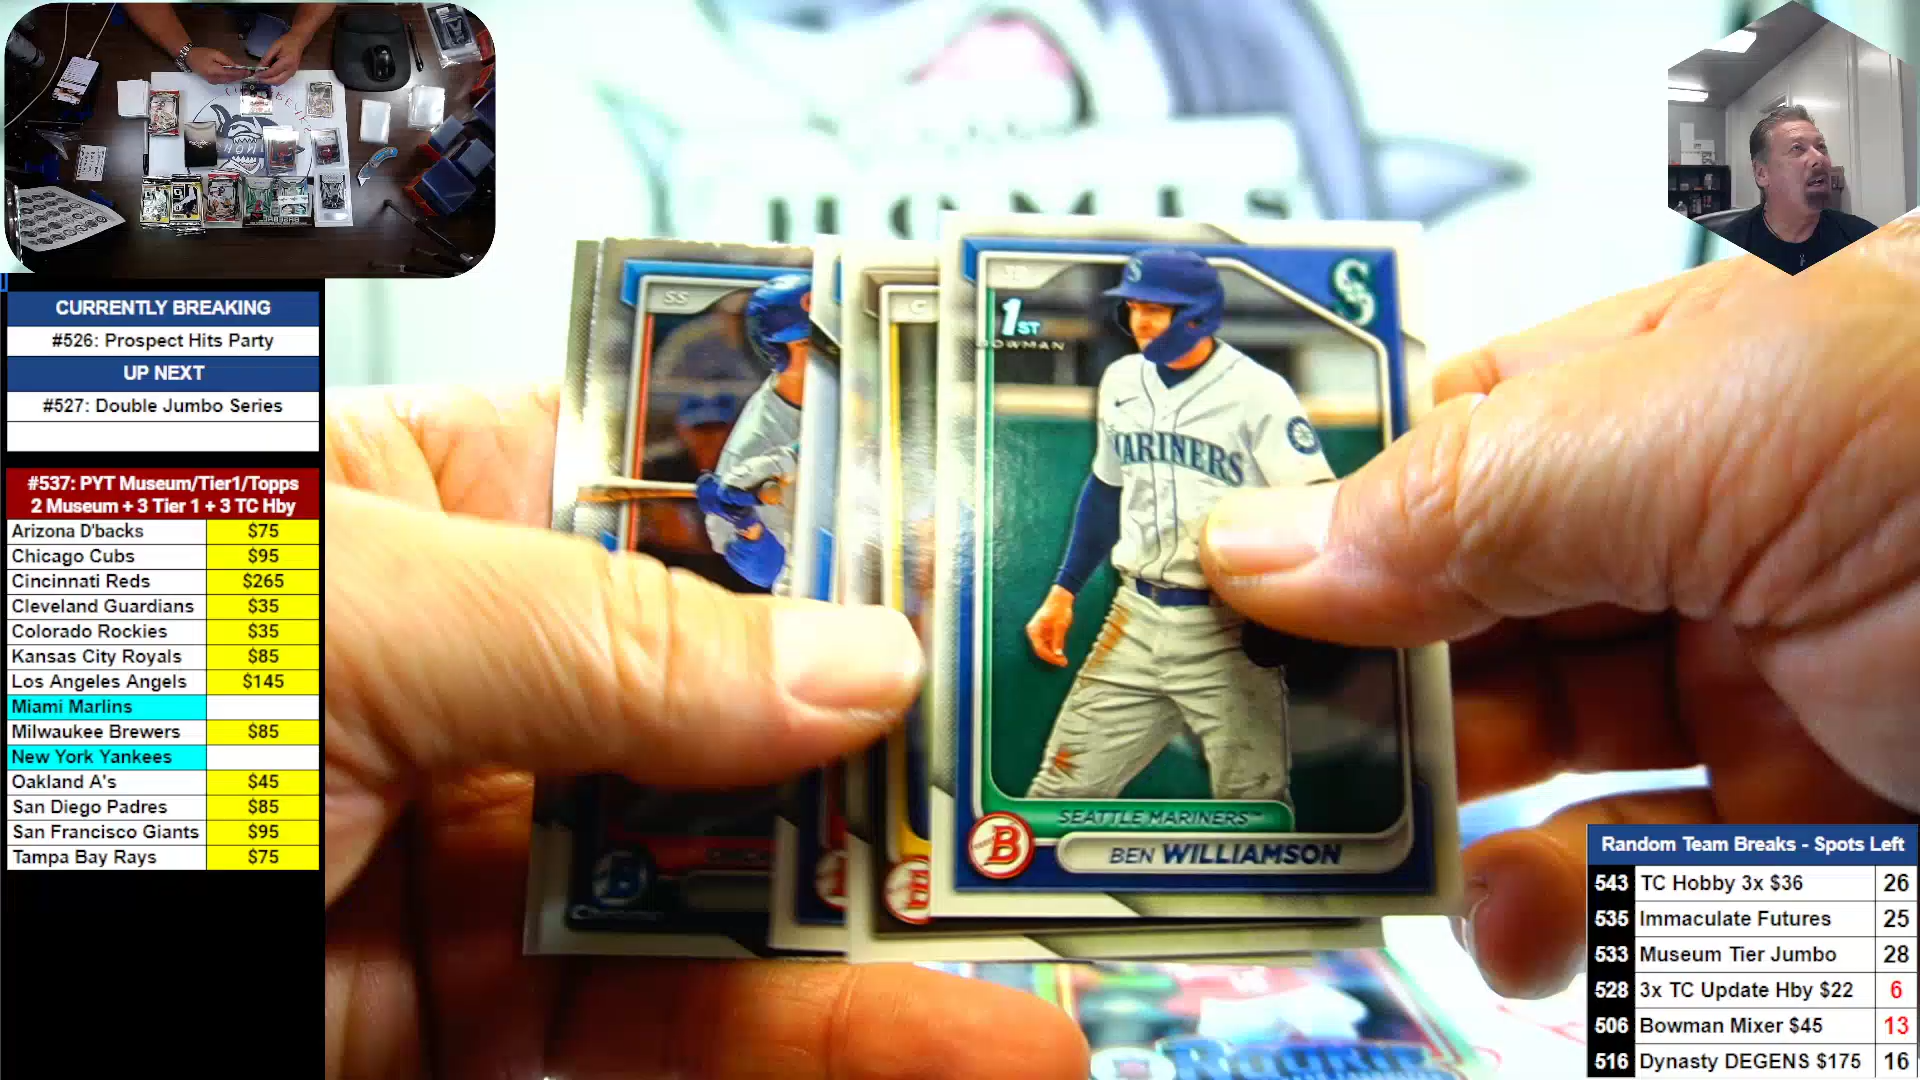 CURRENTLY BREAKING
#526: Prospect Hits Party
UP NEXT
#527: Double Jumbo Series
#537: PYT Museum/Tier1/Topps
2 Museum + 3 Tier 1 + 3 TC Hby
Arizona D'backs $75
Chicago Cubs $95
Cincinnati Reds $265
Cleveland Guardians $35
Colorado Rockies $35
Kansas City Royals $85
Los Angeles Angels $145
Miami Marlins
Milwaukee Brewers $85
New York Yankees
Oakland A's $45
San Diego Padres $85
San Francisco Giants $95
Tampa Bay Rays $75
SS
C
1ST
BOWMAN
S
MARINERS
SEATTLE MARINERS™
B
BEN WILLIAMSON
Random Team Breaks - Spots Left
543 TC Hobby 3x $36 26
535 Immaculate Futures 25
533 Museum Tier Jumbo 28
528 3x TC Update Hby $22 6
506 Bowman Mixer $45 13
516 Dynasty DEGENS $175 16